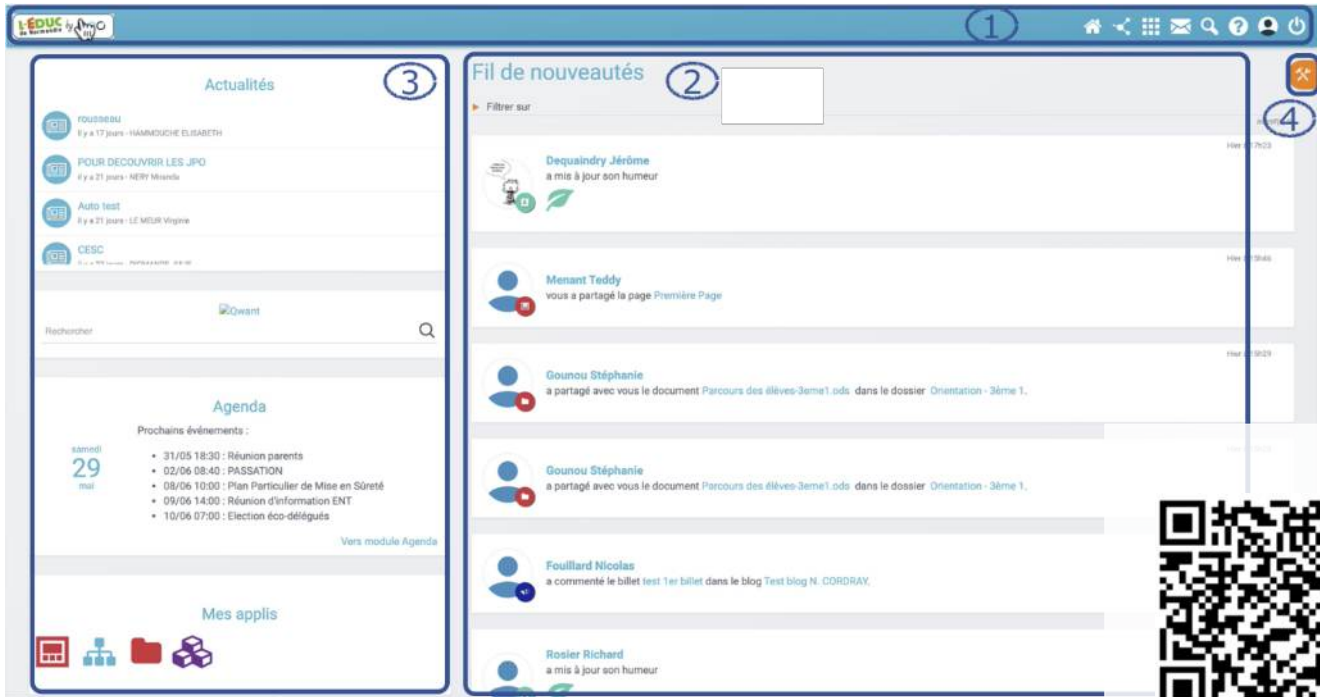 L'ÉDUC by Arsène
de Normandie
1
Actualités
3
rousseau
il y a 17 jours - HAMMOUCHE ELISABETH
POUR DECOUVRIR LES JPO
il y a 21 jours - NERY Miranda
Auto test
il y a 21 jours - LE MEUR Virginie
CESC
Qwant
Rechercher
Agenda
Prochains événements :
samedi
29
mai
31/05 18:30 : Réunion parents
02/06 08:40 : PASSATION
08/06 10:00 : Plan Particulier de Mise en Sûreté
09/06 14:00 : Réunion d'information ENT
10/06 07:00 : Election éco-délégués
Vers module Agenda
Mes applis
Fil de nouveautés
2
Filtrer sur
4
Hier à 17h23
Dequaindry Jérôme
a mis à jour son humeur
Hier à 15h46
Menant Teddy
vous a partagé la page Première Page
Hier à 15h29
Gounou Stéphanie
a partagé avec vous le document Parcours des élèves-3eme1.ods dans le dossier Orientation - 3ème 1.
Gounou Stéphanie
a partagé avec vous le document Parcours des élèves-3eme1.ods dans le dossier Orientation - 3ème 1.
Fouillard Nicolas
a commenté le billet test 1er billet dans le blog Test blog N. CORDRAY.
Rosier Richard
a mis à jour son humeur